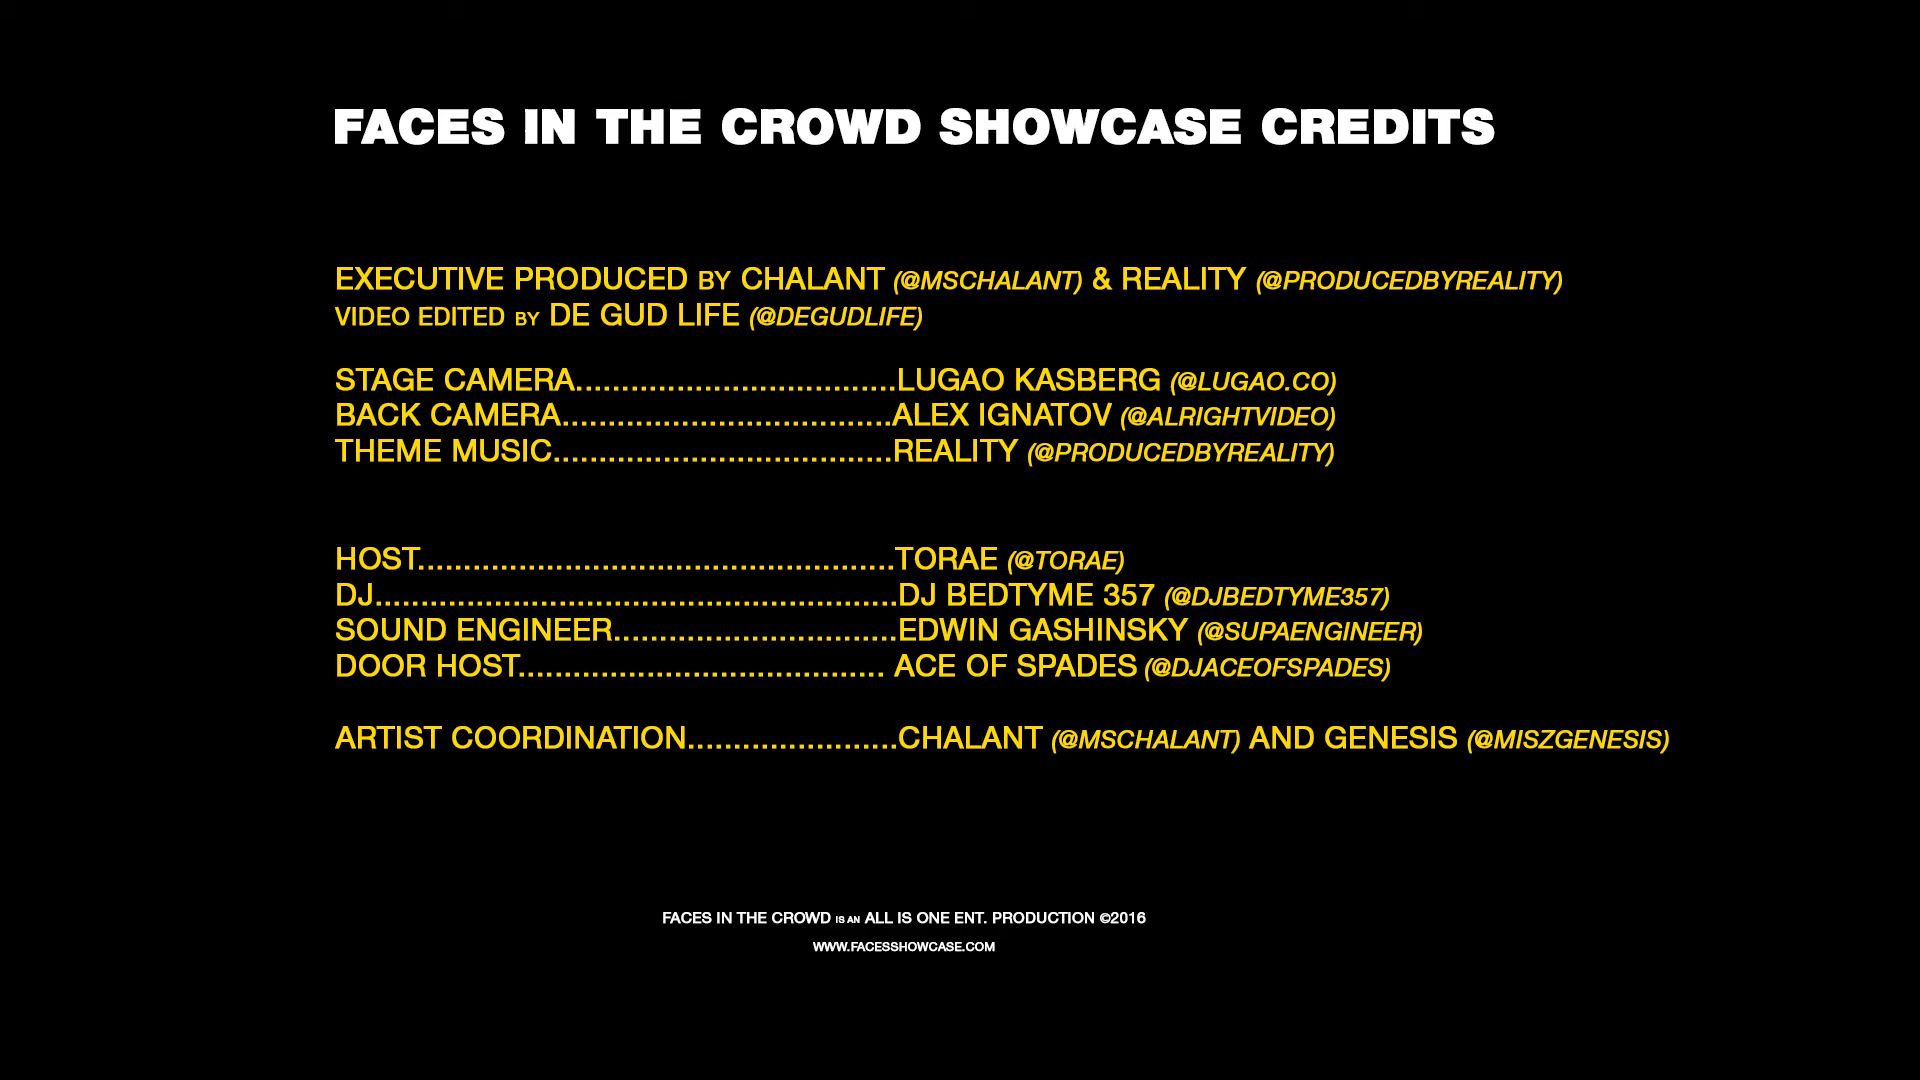 FACES IN THE CROWD SHOWCASE CREDITS
EXECUTIVE PRODUCED BY CHALANT (@MSCHALANT) & REALITY (@PRODUCEDBYREALITY)
VIDEO EDITED BY DE GUD LIFE (@DEGUDLIFE)
STAGE CAMERA...................................LUGAO KASBERG (@LUGAO.CO)
BACK CAMERA....................................ALEX IGNATOV (@ALRIGHTVIDEO)
THEME MUSIC.....................................REALITY (@PRODUCEDBYREALITY)
HOST....................................................TORAE (@TORAE)
DJ.........................................................DJ BEDTYME 357 (@DJBEDTYME357)
SOUND ENGINEER...............................EDWIN GASHINSKY (@SUPAENGINEER)
DOOR HOST........................................ ACE OF SPADES (@DJACEOFSPADES)
ARTIST COORDINATION.......................CHALANT (@MSCHALANT) AND GENESIS (@MISZGENESIS)
FACES IN THE CROWD IS AN ALL IS ONE ENT. PRODUCTION ©2016
WWW.FACESSHOWCASE.COM